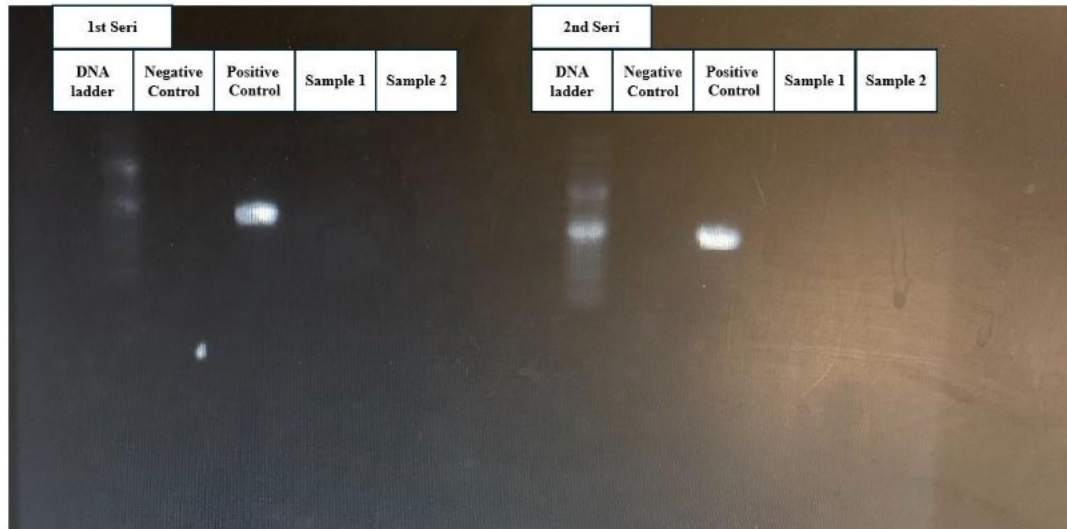 1st Seri
DNA ladder
Negative Control
Positive Control
Sample 1
Sample 2
2nd Seri
DNA ladder
Negative Control
Positive Control
Sample 1
Sample 2